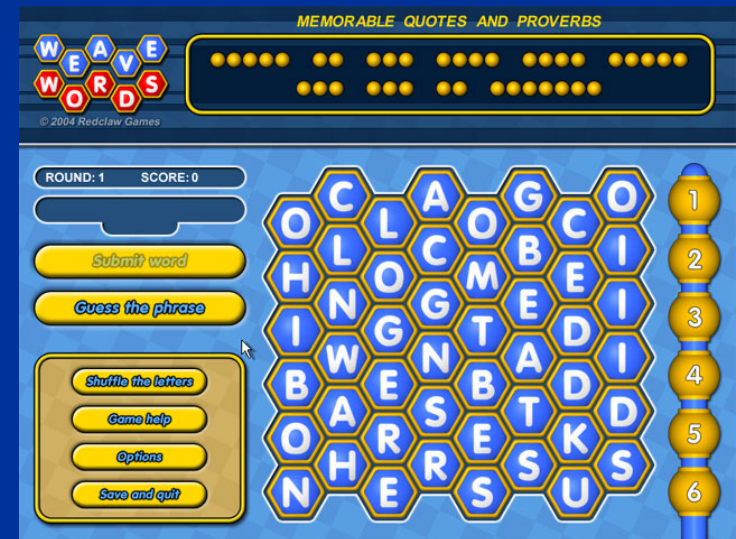 MEMORABLE QUOTES AND PROVERBS
WEAVE
WORDS
© 2004 Redclaw Games
ROUND: 1 SCORE: 0
Submit word
Guess the phrase
Shuffle the letters
Game help
Options
Save and quit
C A G O
O L O C
L C B I
H O M E
N G E I
I G T D
W N A I
B E B D
A S T D
O R E K
H R S S
N E S U
1
2
3
4
5
6